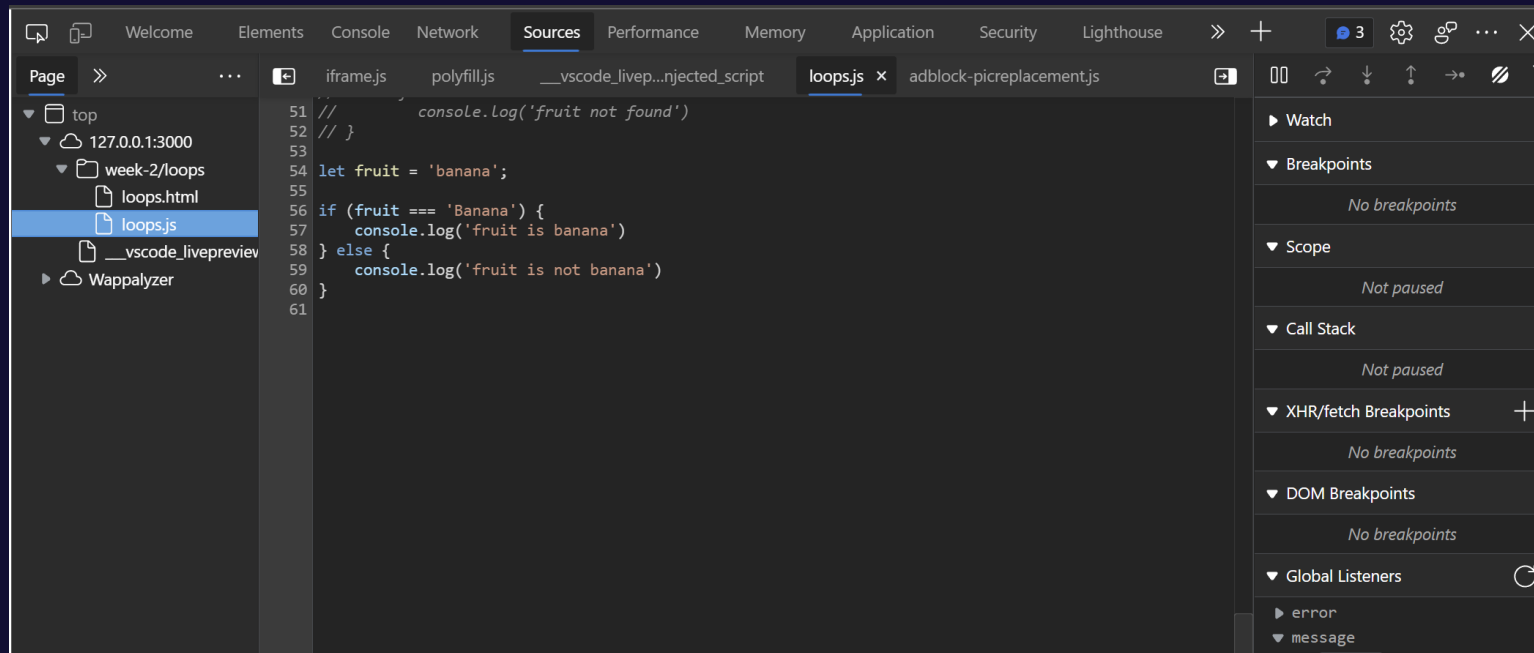 Welcome Elements Console Network Sources Performance Memory Application Security Lighthouse 3
Page iframe.js polyfill.js __vscode_livep...njected_script loops.js × adblock-picreplacement.js
top
127.0.0.1:3000
week-2/loops
loops.html
loops.js
__vscode_livepreview
Wappalyzer
51 // console.log('fruit not found')
52 // }
53
54 let fruit = 'banana';
55
56 if (fruit === 'Banana') {
57 console.log('fruit is banana')
58 } else {
59 console.log('fruit is not banana')
60 }
61
Watch
Breakpoints
No breakpoints
Scope
Not paused
Call Stack
Not paused
XHR/fetch Breakpoints
No breakpoints
DOM Breakpoints
No breakpoints
Global Listeners
error
message